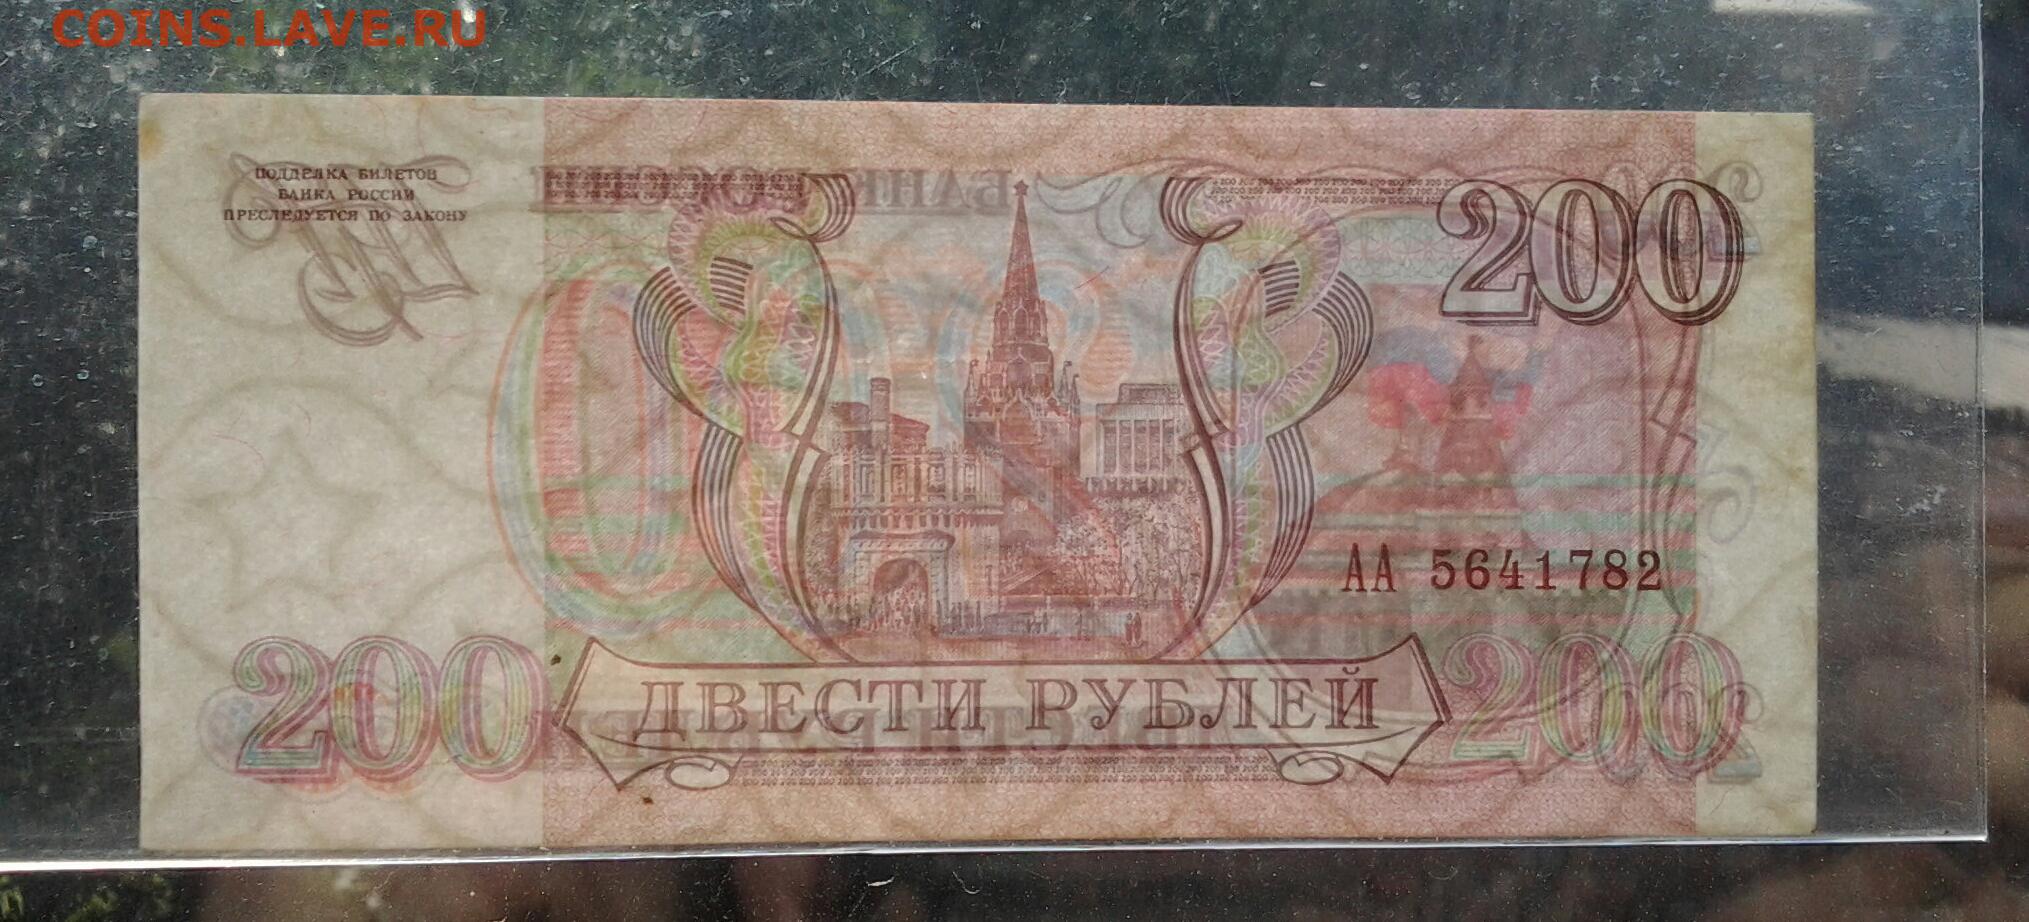 COINS.LAVE.RU
ПОДДЕЛКА БИЛЕТОВ
БАНКА РОССИИ
ПРЕСЛЕДУЕТСЯ ПО ЗАКОНУ
200
АА 5641782
200
ДВЕСТИ РУБЛЕЙ
200